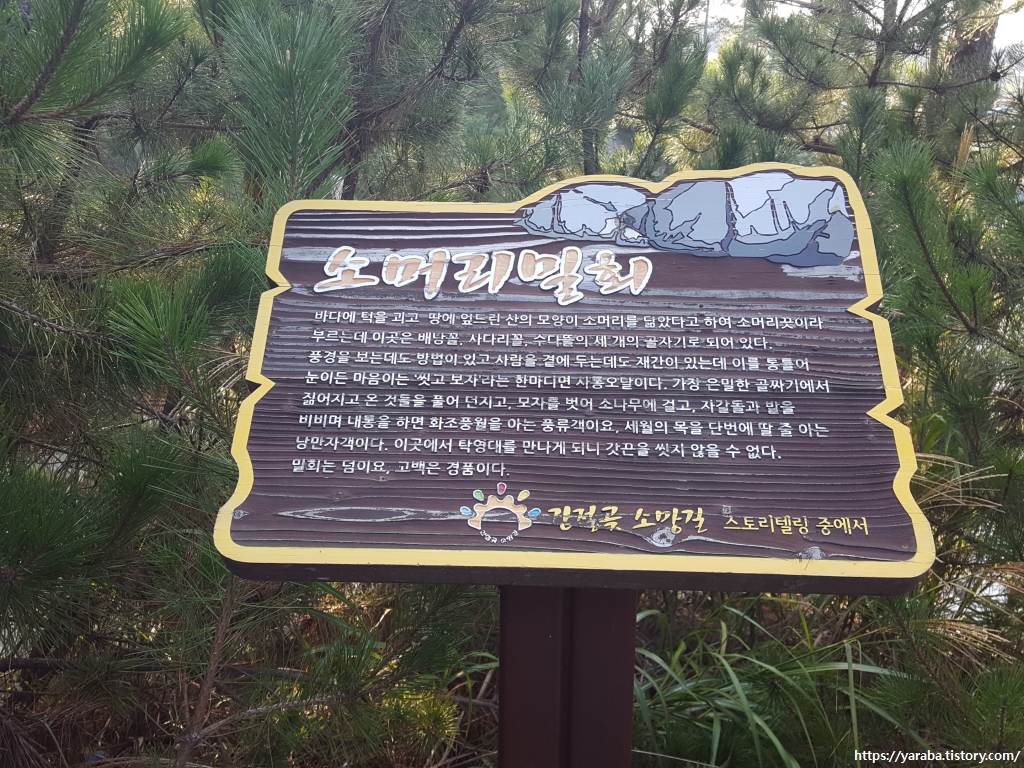 소머리밀회
바다에 턱을 괴고 땅에 엎드린 산의 모양이 소머리를 닮았다고 하여 소머리꼿이라
부르는데 이곳은 배남꼴, 사다리꼴, 수다뜰의 세 개의 골자기로 되어 있다.
풍경을 보는데도 방법이 있고 사람을 곁에 두는데도 재간이 있는데 이를 통틀어
눈이든 마음이든 '씻고 보자'라는 한마디면 사통오달이다. 가장 은밀한 골짜기에서
짊어지고 온 것들을 풀어 던지고, 모자를 벗어 소나무에 걸고, 자갈돌과 발을
비비며 내통을 하면 화조풍월을 아는 풍류객이요, 세월의 목을 단번에 딸 줄 아는
낭만자객이다. 이곳에서 탁영대를 만나게 되니 갓끈을 씻지 않을 수 없다.
밀회는 덤이요, 고백은 경품이다.
간절곶 소망길 스토리텔링 중에서
간절곶 소망길
https://yaraba.tistory.com